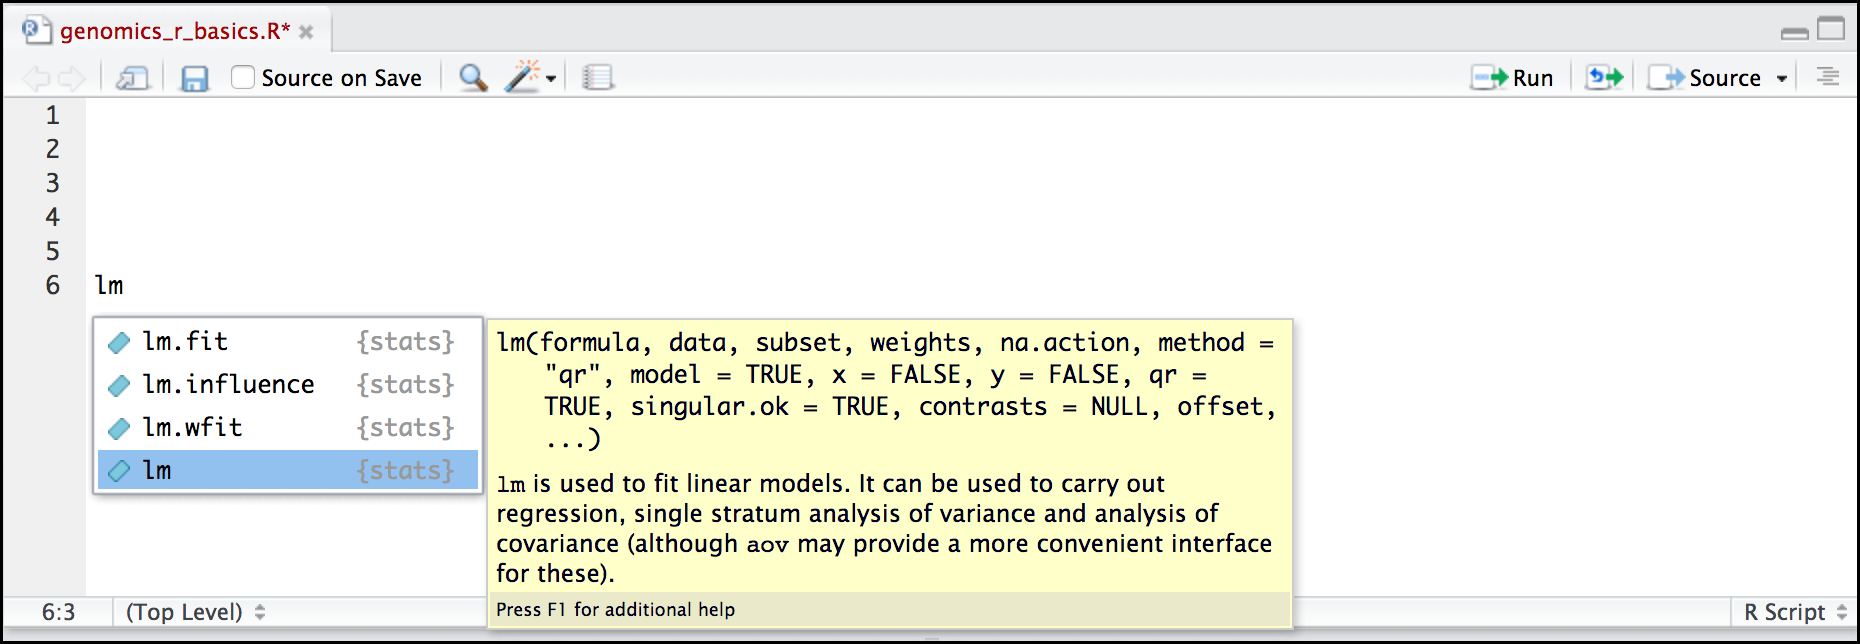 genomics_r_basics.R*
Source on Save
Run
Source
1
2
3
4
5
6 lm
lm.fit {stats}
lm.influence {stats}
lm.wfit {stats}
lm {stats}
lm(formula, data, subset, weights, na.action, method =
"qr", model = TRUE, x = FALSE, y = FALSE, qr =
TRUE, singular.ok = TRUE, contrasts = NULL, offset,
...)
lm is used to fit linear models. It can be used to carry out
regression, single stratum analysis of variance and analysis of
covariance (although aov may provide a more convenient interface
for these).
Press F1 for additional help
6:3 (Top Level) R Script